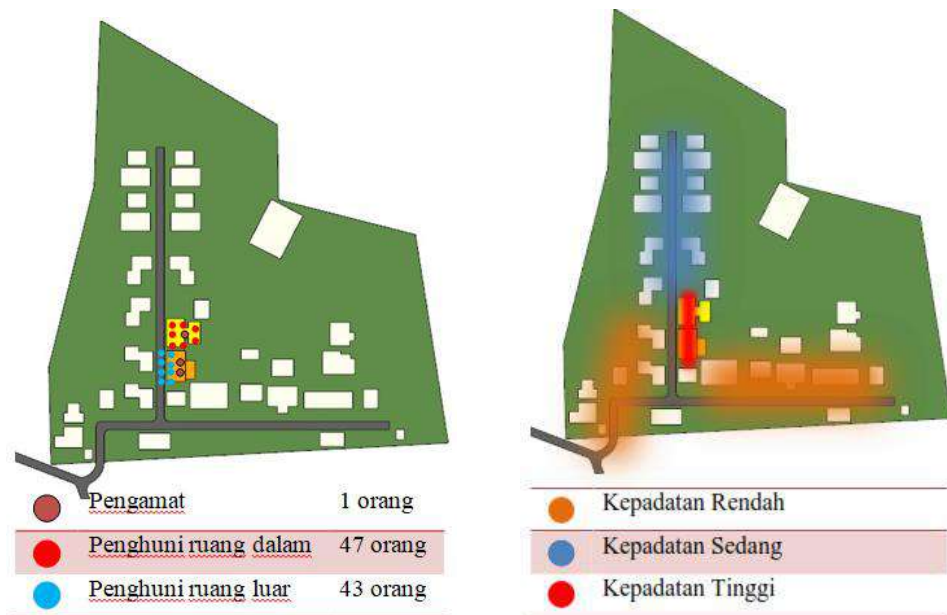 Pengamat 1 orang
Penghuni ruang dalam 47 orang
Penghuni ruang luar 43 orang
Kepadatan Rendah
Kepadatan Sedang
Kepadatan Tinggi